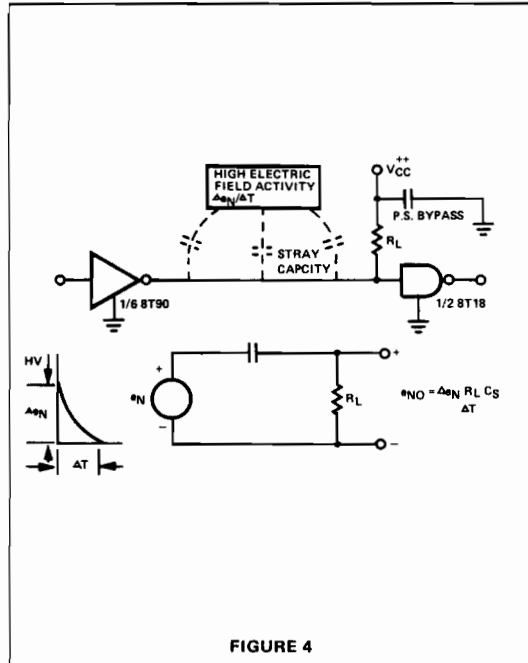 ++
VCC
P.S. BYPASS
HIGH ELECTRIC
FIELD ACTIVITY
ΔeN/ΔT
RL
STRAY
CAPCITY
1/6 8T90
1/2 8T18
HV
ΔeN
ΔT
+
eN
−
RL
+
−
eNO = ΔeN RL CS
ΔT
FIGURE 4